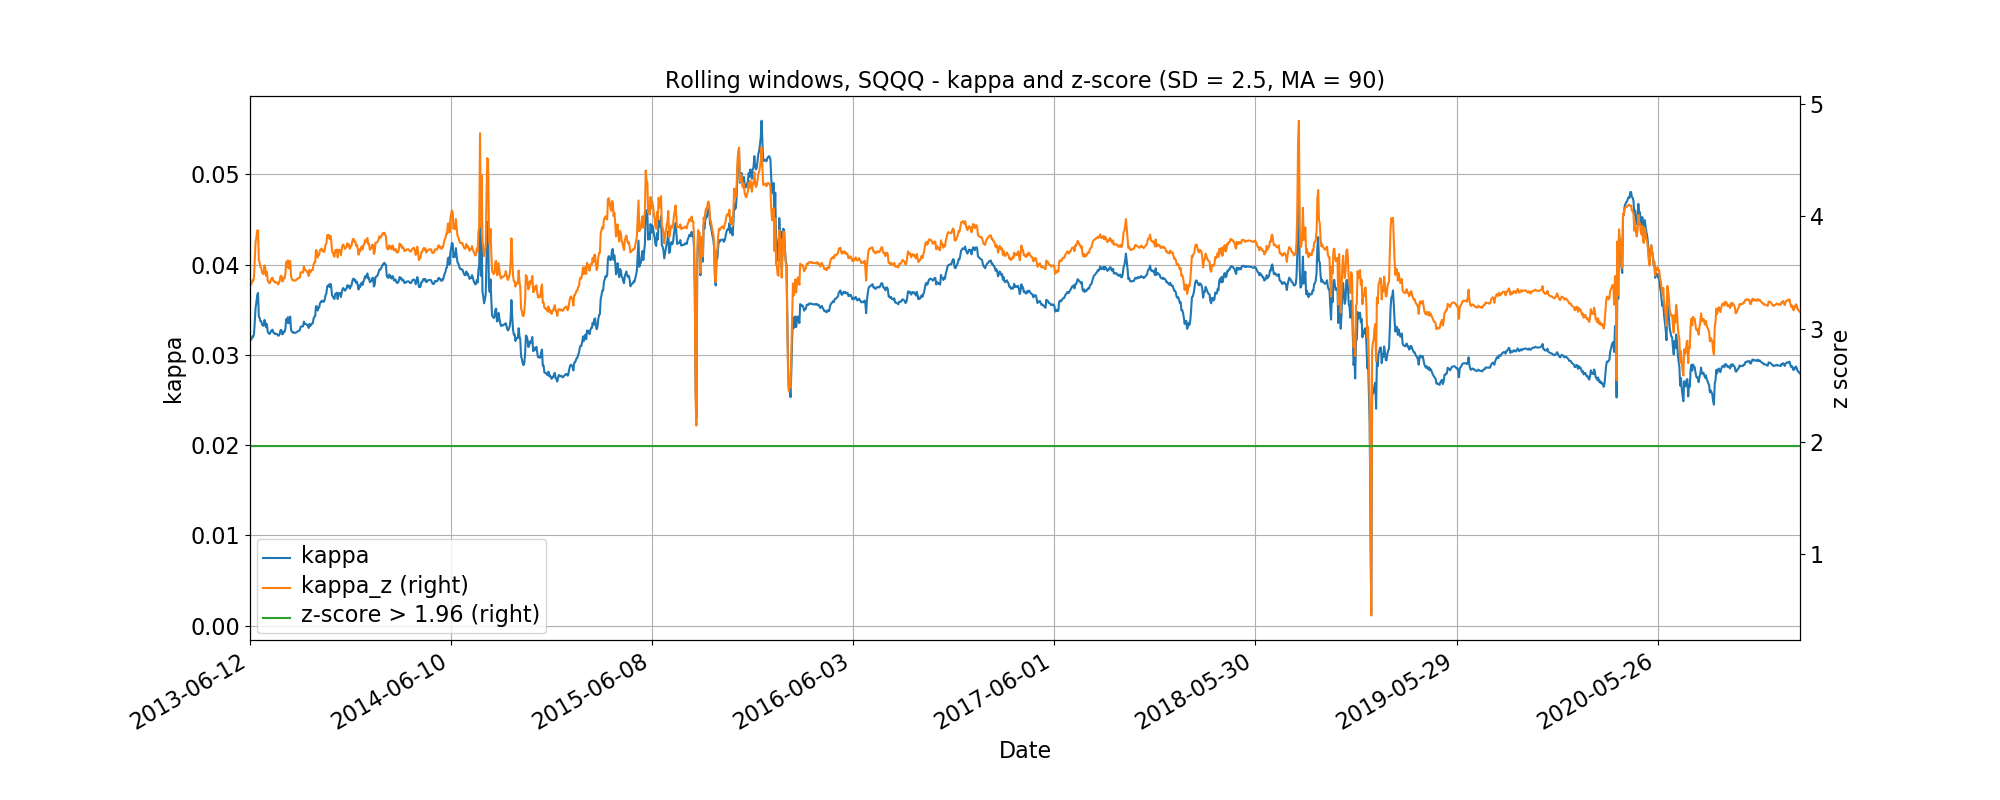 Rolling windows, SQQQ - kappa and z-score (SD = 2.5, MA = 90)
5
0.05
4
0.04
3
0.03
kappa
z score
0.02
2
0.01
1
0.00
kappa
kappa_z (right)
z-score > 1.96 (right)
2013-06-12
2014-06-10
2015-06-08
2016-06-03
2017-06-01
2018-05-30
2019-05-29
2020-05-26
Date